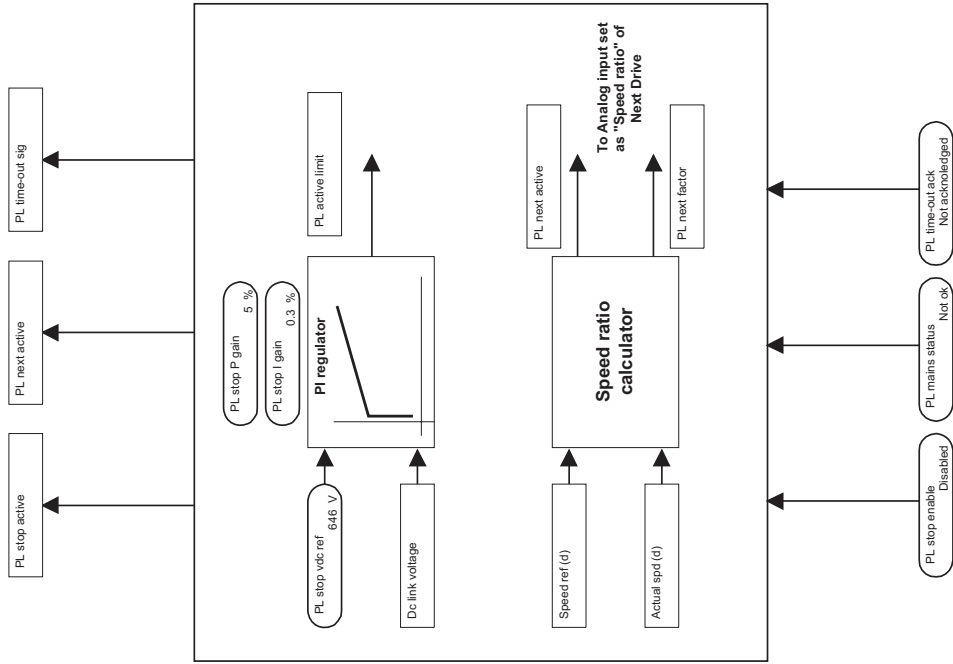 PL stop active
PL next active
PL time-out sig
PL stop P gain
5 %
PL stop I gain
0.3 %
PL stop vdc ref
646 V
Dc link voltage
PI regulator
PL active limit
Speed ref (d)
Actual spd (d)
Speed ratio
calculator
PL next active
PL next factor
To Analog input set
as "Speed ratio" of
Next Drive
PL stop enable
Disabled
PL mains status
Not ok
PL time-out ack
Not acknoledged